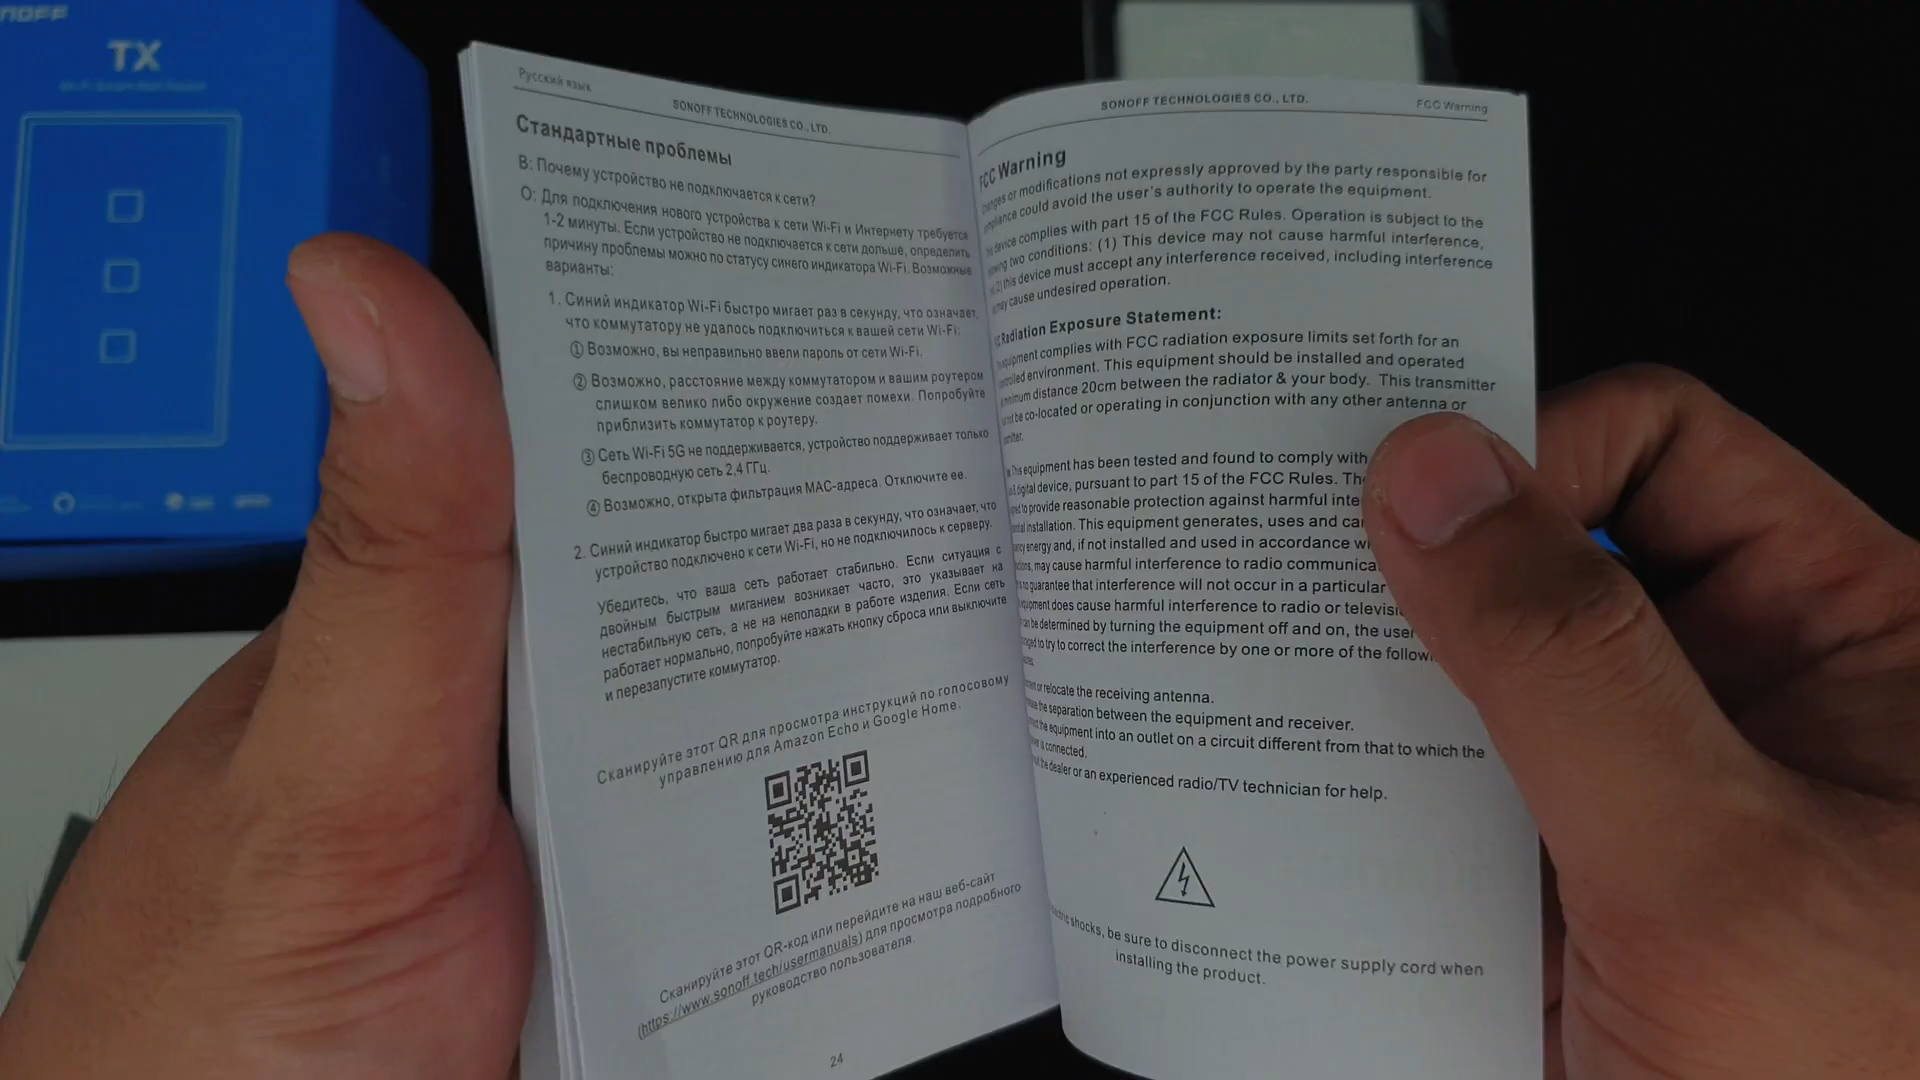 TX
Русский язык
SONOFF TECHNOLOGIES CO., LTD.
Стандартные проблемы
В: Почему устройство не подключается к сети?
О: Для подключения нового устройства к сети Wi-Fi и Интернету требуется
1-2 минуты. Если устройство не подключается к сети дольше, определить
причину проблемы можно по статусу синего индикатора Wi-Fi. Возможные
варианты:
1. Синий индикатор Wi-Fi быстро мигает раз в секунду, что означает,
что коммутатору не удалось подключиться к вашей сети Wi-Fi:
① Возможно, вы неправильно ввели пароль от сети Wi-Fi.
② Возможно, расстояние между коммутатором и вашим роутером
слишком велико либо окружение создает помехи. Попробуйте
приблизить коммутатор к роутеру.
③ Сеть Wi-Fi 5G не поддерживается, устройство поддерживает только
беспроводную сеть 2,4 ГГц.
④ Возможно, открыта фильтрация MAC-адреса. Отключите ее.
2. Синий индикатор быстро мигает два раза в секунду, что означает, что
устройство подключено к сети Wi-Fi, но не подключилось к серверу.
Убедитесь, что ваша сеть работает стабильно. Если ситуация с
двойным быстрым миганием возникает часто, это указывает на
нестабильную сеть, а не на неполадки в работе изделия. Если сеть
работает нормально, попробуйте нажать кнопку сброса или выключите
и перезапустите коммутатор.
Сканируйте этот QR для просмотра инструкций по голосовому
управлению для Amazon Echo и Google Home.
Сканируйте этот QR-код или перейдите на наш веб-сайт
(https://www.sonoff.tech/usermanuals) для просмотра подробного
руководство пользователя.
24
SONOFF TECHNOLOGIES CO., LTD.
FCC Warning
FCC Warning
or modifications not expressly approved by the party responsible for
could avoid the user's authority to operate the equipment.
device complies with part 15 of the FCC Rules. Operation is subject to the
two conditions: (1) This device may not cause harmful interference,
(2) this device must accept any interference received, including interference
may cause undesired operation.
Radiation Exposure Statement:
complies with FCC radiation exposure limits set forth for an
environment. This equipment should be installed and operated
distance 20cm between the radiator & your body. This transmitter
be co-located or operating in conjunction with any other antenna or
This equipment has been tested and found to comply with
digital device, pursuant to part 15 of the FCC Rules.
to provide reasonable protection against harmful
installation. This equipment generates, uses and
energy and, if not installed and used in accordance
may cause harmful interference to radio
no guarantee that interference will not occur in a particular
does cause harmful interference to radio or
can be determined by turning the equipment off and on, the user
to try to correct the interference by one or more of the
or relocate the receiving antenna.
the separation between the equipment and receiver.
the equipment into an outlet on a circuit different from that to which the
is connected.
the dealer or an experienced radio/TV technician for help.
shocks, be sure to disconnect the power supply cord when
installing the product.